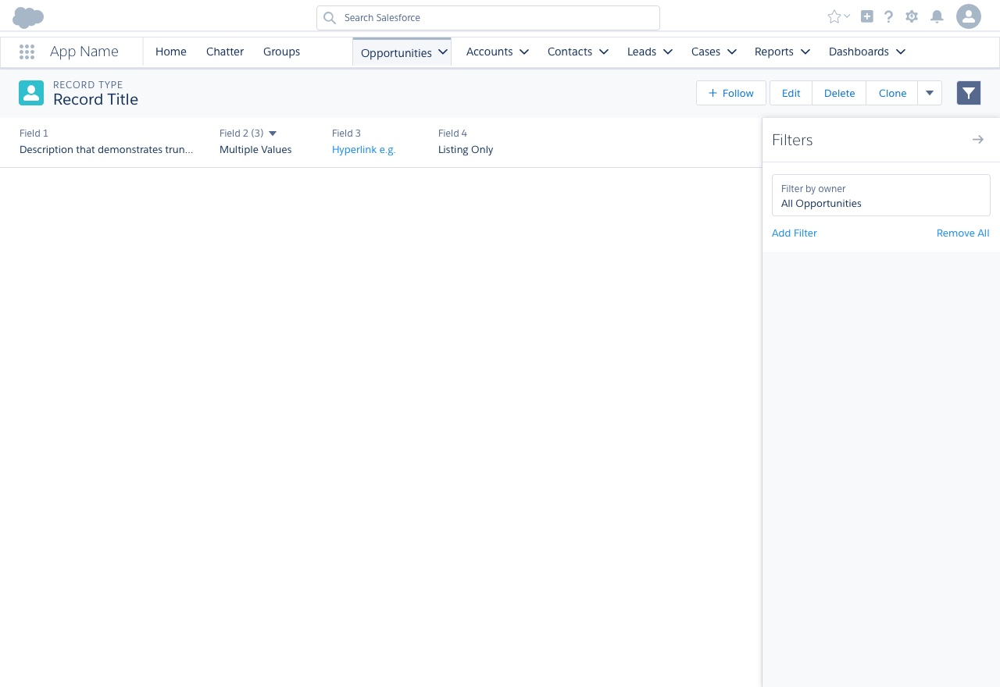 Search Salesforce
App Name
Home Chatter Groups Opportunities Accounts Contacts Leads Cases Reports Dashboards
RECORD TYPE
Record Title
Follow Edit Delete Clone
Field 1 Field 2 (3) Field 3 Field 4
Description that demonstrates trun... Multiple Values Hyperlink e.g. Listing Only
Filters
Filter by owner
All Opportunities
Add Filter Remove All